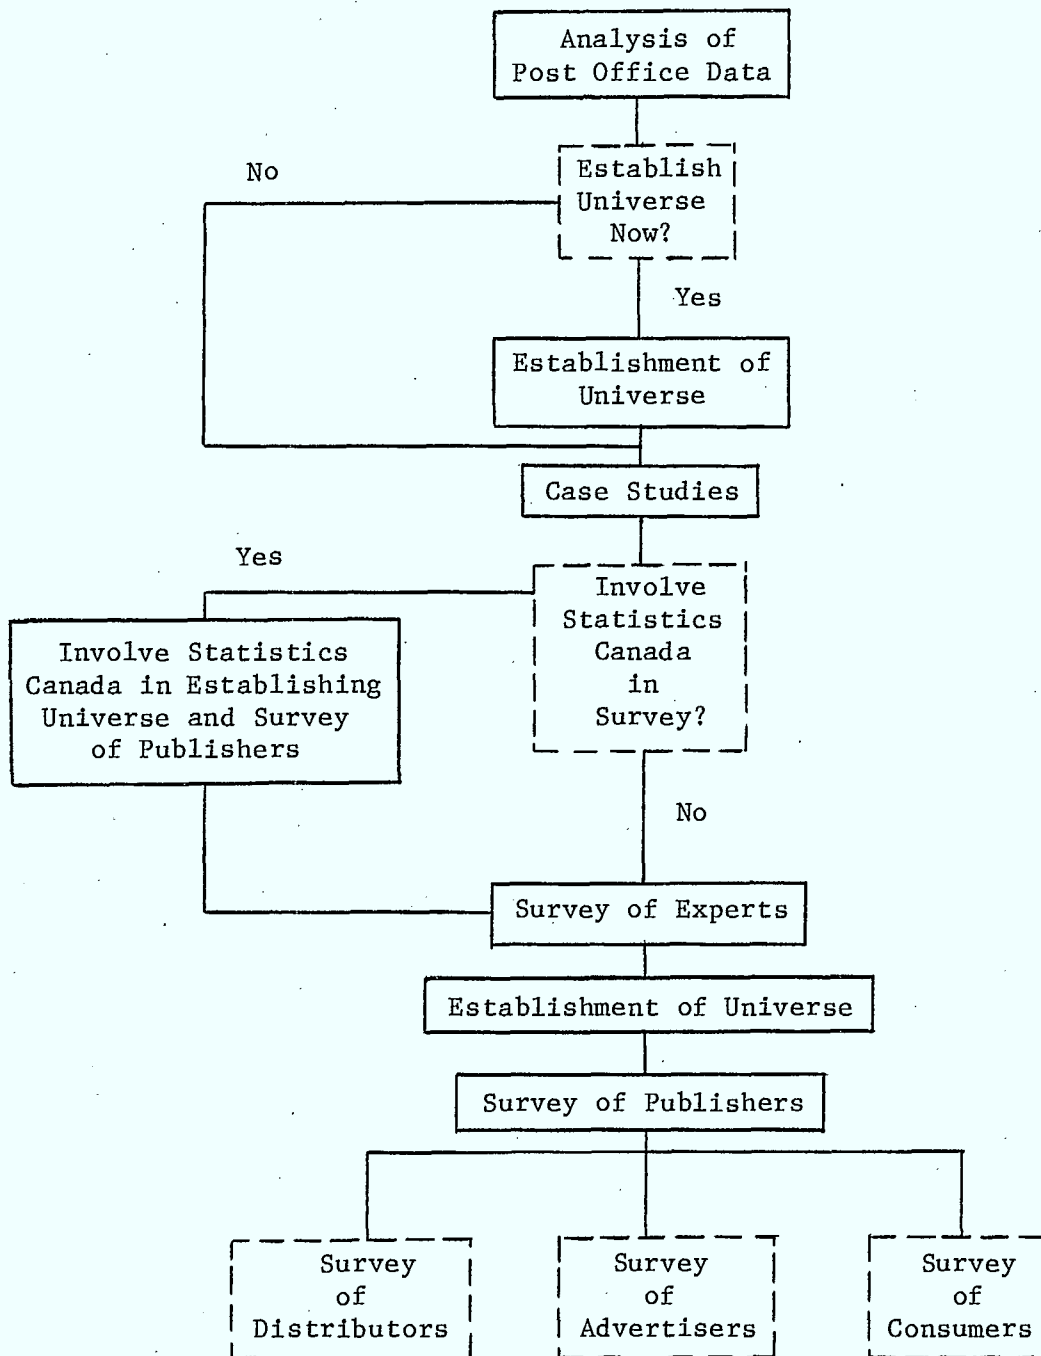 Analysis of
Post Office Data
Establish
Universe
Now?
No
Yes
Establishment of
Universe
Case Studies
Yes
Involve
Statistics
Canada
in
Survey?
Involve Statistics
Canada in Establishing
Universe and Survey
of Publishers
No
Survey of Experts
Establishment of Universe
Survey of Publishers
Survey
of
Distributors
Survey
of
Advertisers
Survey
of
Consumers